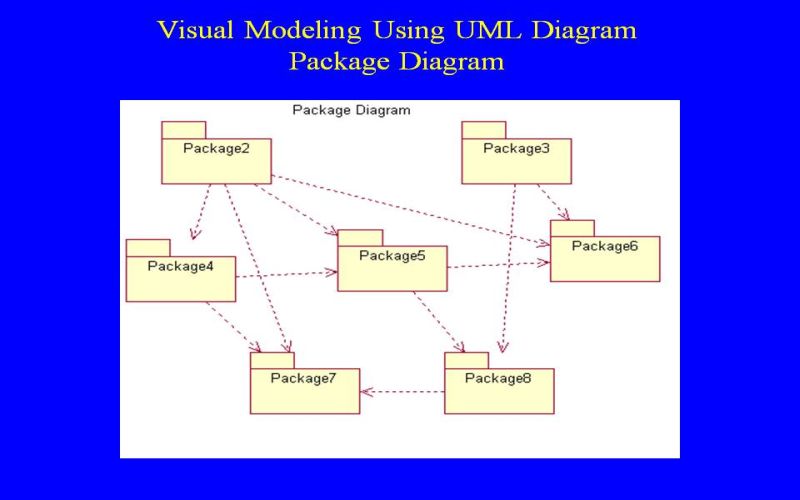 Visual Modeling Using UML Diagram
Package Diagram
Package Diagram
Package2
Package3
Package6
Package5
Package4
Package7
Package8